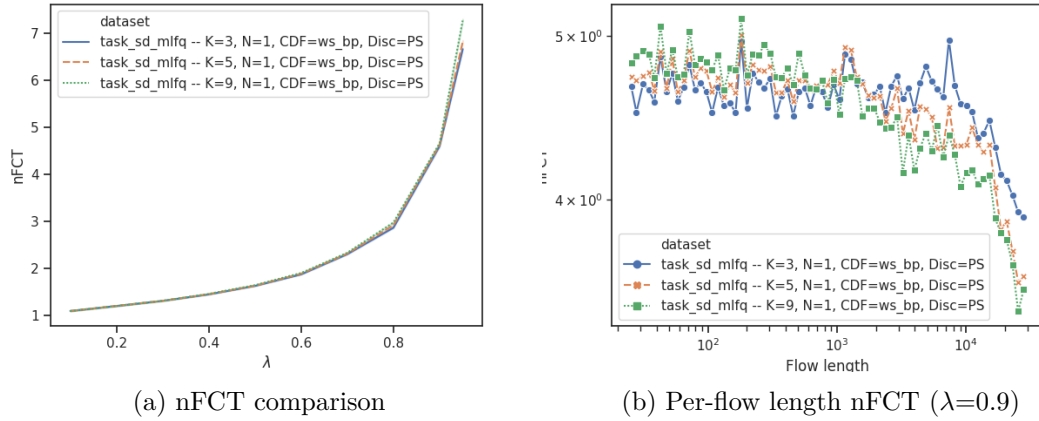 7
6
5
4
3
2
1
nFCT
dataset
task_sd_mlfq -- K=3, N=1, CDF=ws_bp, Disc=PS
task_sd_mlfq -- K=5, N=1, CDF=ws_bp, Disc=PS
task_sd_mlfq -- K=9, N=1, CDF=ws_bp, Disc=PS
0.2 0.4 0.6 0.8
λ
(a) nFCT comparison
5 × 10⁰
4 × 10⁰
nFCT
dataset
task_sd_mlfq -- K=3, N=1, CDF=ws_bp, Disc=PS
task_sd_mlfq -- K=5, N=1, CDF=ws_bp, Disc=PS
task_sd_mlfq -- K=9, N=1, CDF=ws_bp, Disc=PS
10² 10³ 10⁴
Flow length
(b) Per-flow length nFCT (λ=0.9)